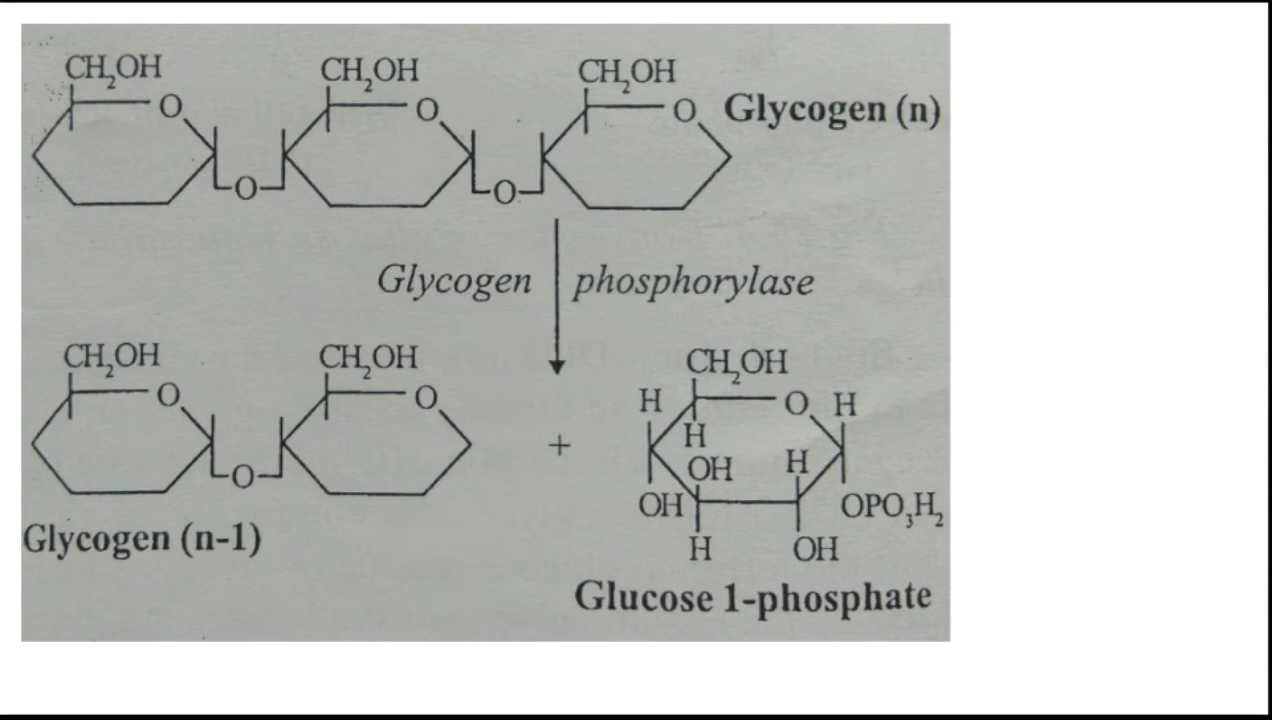 CH₂OH CH₂OH CH₂OH
O O O Glycogen (n)
O O
Glycogen phosphorylase
CH₂OH CH₂OH CH₂OH
O O H O H
+ H
OH H
O OH OPO₃H₂
Glycogen (n-1) H OH
Glucose 1-phosphate